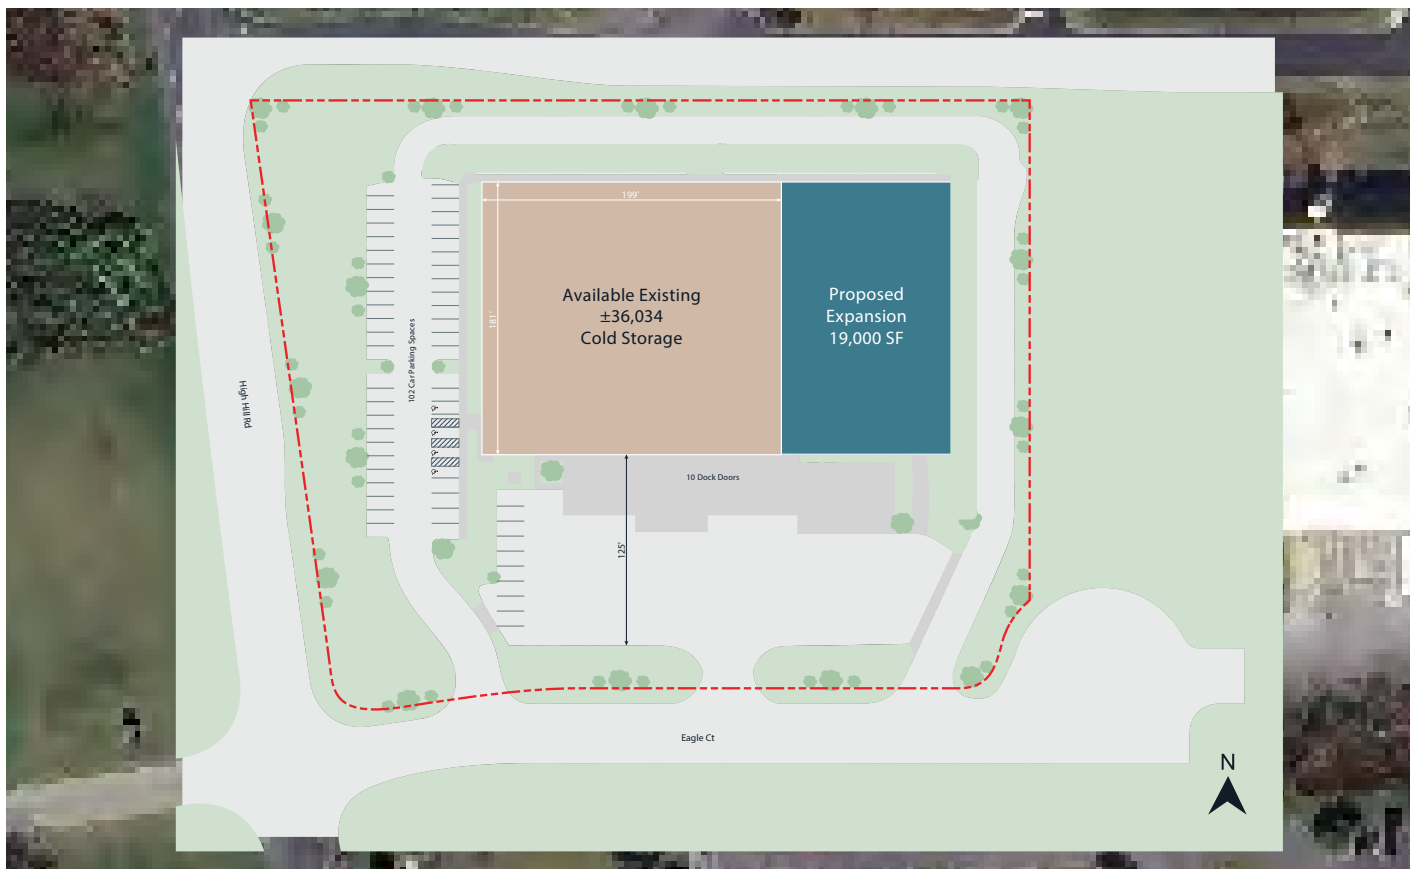 199'
181'
Available Existing
±36,034
Cold Storage
Proposed
Expansion
19,000 SF
102 Car Parking Spaces
High Hill Rd
10 Dock Doors
125'
Eagle Ct
N